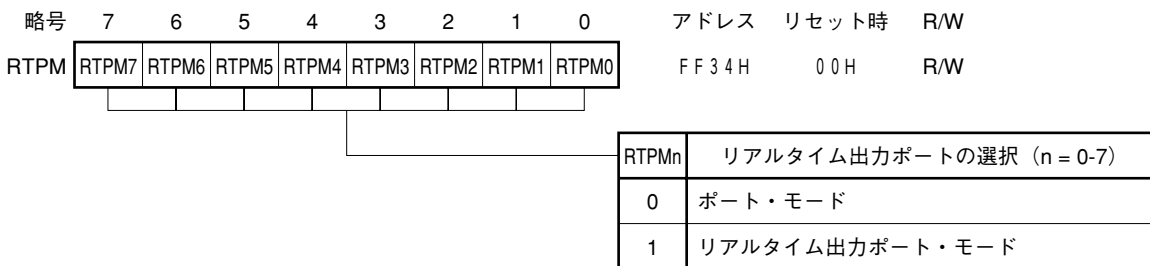 略号 7 6 5 4 3 2 1 0 アドレス リセット時 R/W
RTPM RTPM7 RTPM6 RTPM5 RTPM4 RTPM3 RTPM2 RTPM1 RTPM0 FF34H 00H R/W
RTPMn リアルタイム出力ポートの選択（n = 0-7）
0 ポート・モード
1 リアルタイム出力ポート・モード